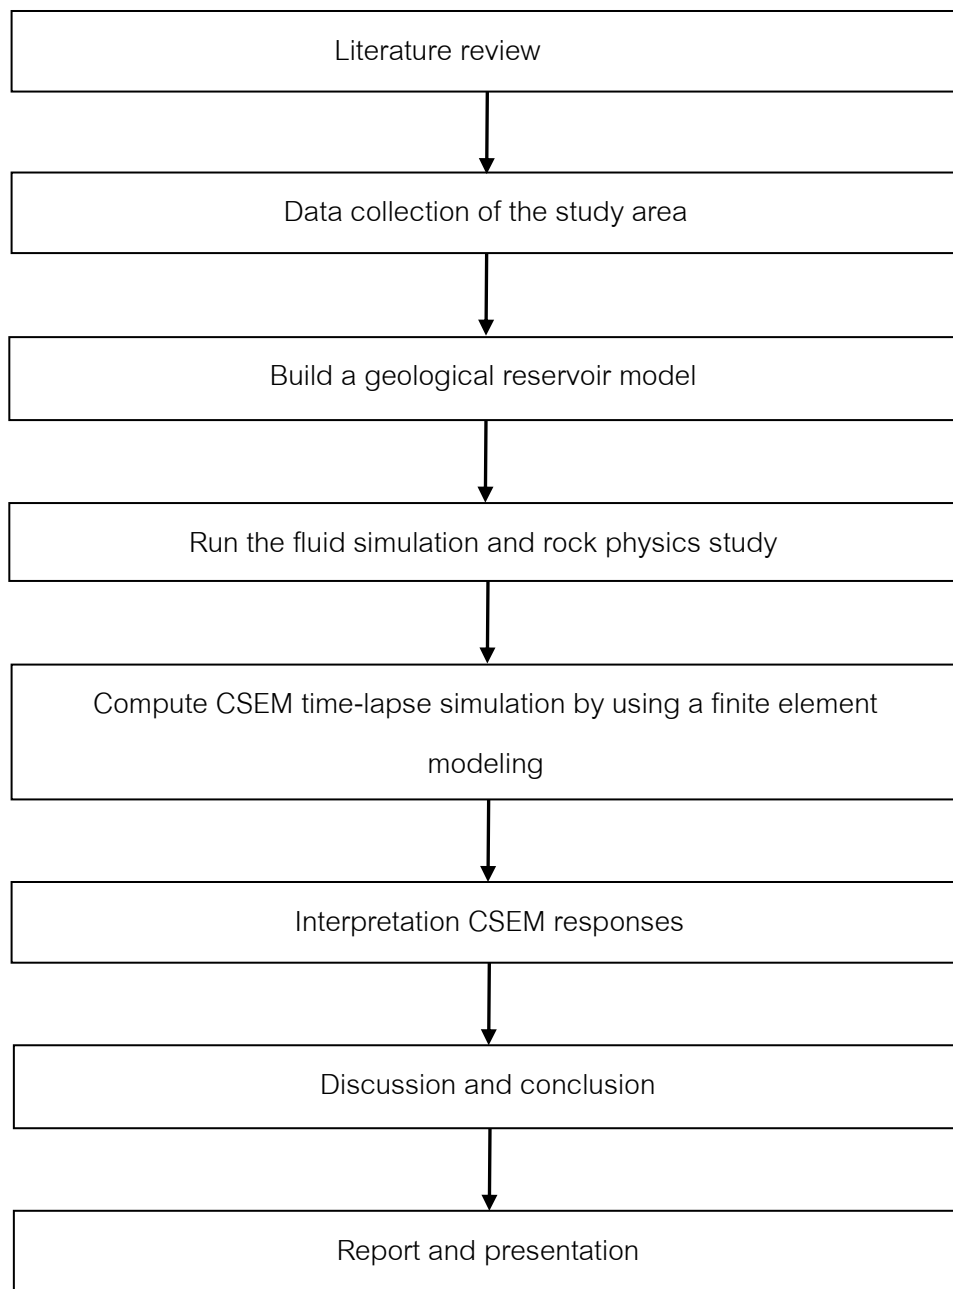 Literature review
Data collection of the study area
Build a geological reservoir model
Run the fluid simulation and rock physics study
Compute CSEM time-lapse simulation by using a finite element
modeling
Interpretation CSEM responses
Discussion and conclusion
Report and presentation